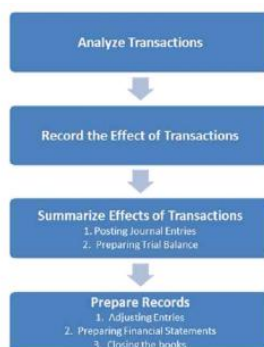 Analyze Transactions
Record the Effect of Transactions
Summarize Effects of Transactions
1. Posting Journal Entries
2. Preparing Trial Balance
Prepare Records
1. Adjusting Entries
2. Preparing Financial Statements
3. Closing the books